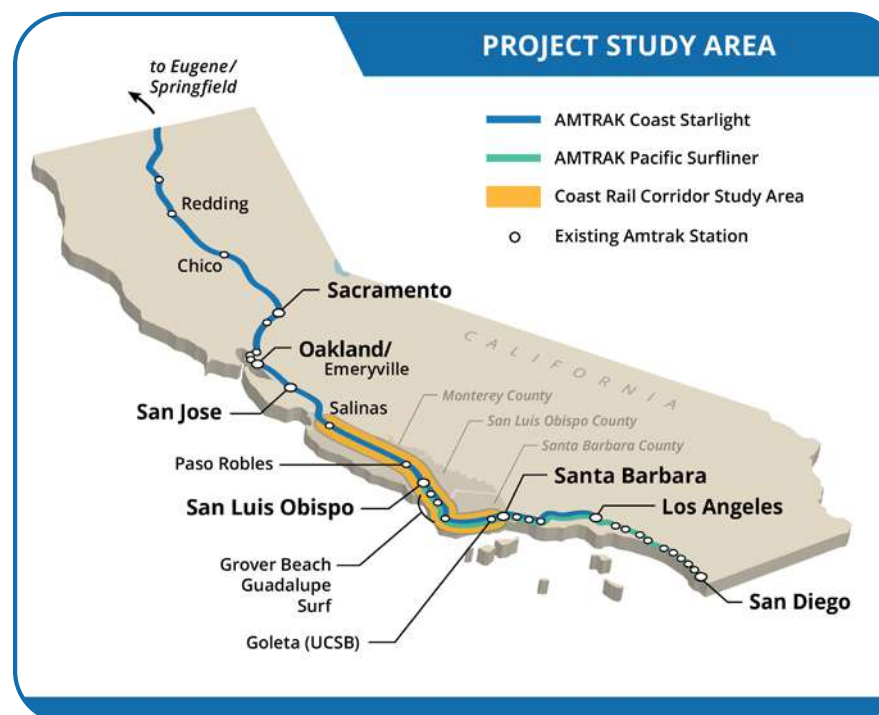 PROJECT STUDY AREA
to Eugene/
Springfield
AMTRAK Coast Starlight
AMTRAK Pacific Surfliner
Coast Rail Corridor Study Area
Existing Amtrak Station
Redding
Chico
Sacramento
Oakland/
Emeryville
CALIFORNIA
San Jose
Salinas
Monterey County
San Luis Obispo County
Santa Barbara County
Paso Robles
San Luis Obispo
Santa Barbara
Los Angeles
Grover Beach
Guadalupe
Surf
San Diego
Goleta (UCSB)